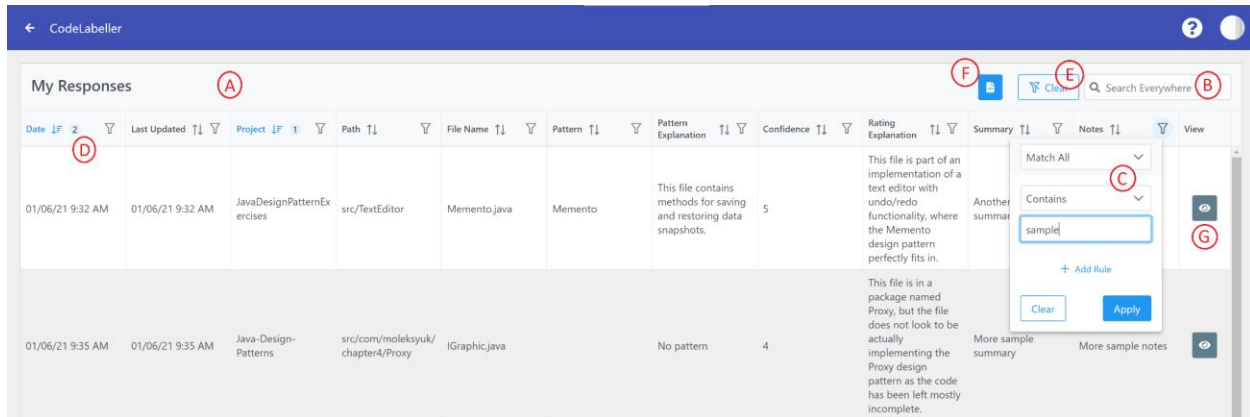 CodeLabeller
?
My Responses
A
F
Clear
E
Search Everywhere
B
Date 2
Last Updated
Project 1
Path
File Name
Pattern
Pattern
Explanation
Confidence
Rating
Explanation
Summary
Notes
View
D
01/06/21 9:32 AM
01/06/21 9:32 AM
JavaDesignPatternEx
ercises
src/TextEditor
Memento.java
Memento
This file contains
methods for saving
and restoring data
snapshots.
5
This file is part of an
implementation of a
text editor with
undo/redo
functionality, where
the Memento
design pattern
perfectly fits in.
Another
Match All
C
Contains
sample
+ Add Rule
Clear
Apply
G
01/06/21 9:35 AM
01/06/21 9:35 AM
Java-Design-
Patterns
src/com/moleksyuk/
chapter4/Proxy
IGraphic.java
No pattern
4
This file is in a
package named
Proxy, but the file
does not look to be
actually
implementing the
Proxy design
pattern as the code
has been left mostly
incomplete.
More sample
summary
More sample notes